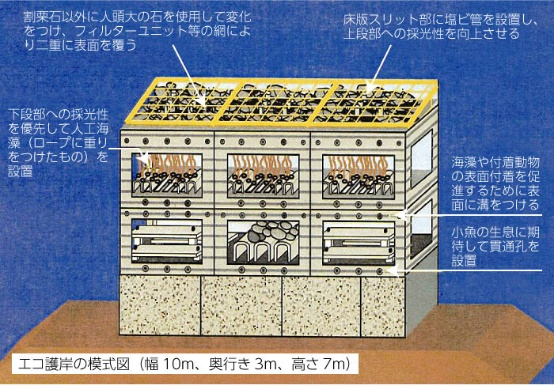 割栗石以外に人頭大の石を使用して変化
をつけ、フィルターユニット等の網によ
り二重に表面を覆う
床版スリット部に塩ビ管を設置し、
上段部への採光性を向上させる
下段部への採光性
を優先して人工海
藻（ロープに重り
をつけたもの）を
設置
海藻や付着動物
の表面付着を促
進するために表
面に溝をつける
小魚の生息に期
待して貫通孔を
設置
エコ護岸の模式図（幅 10m、奥行き 3m、高さ 7m）